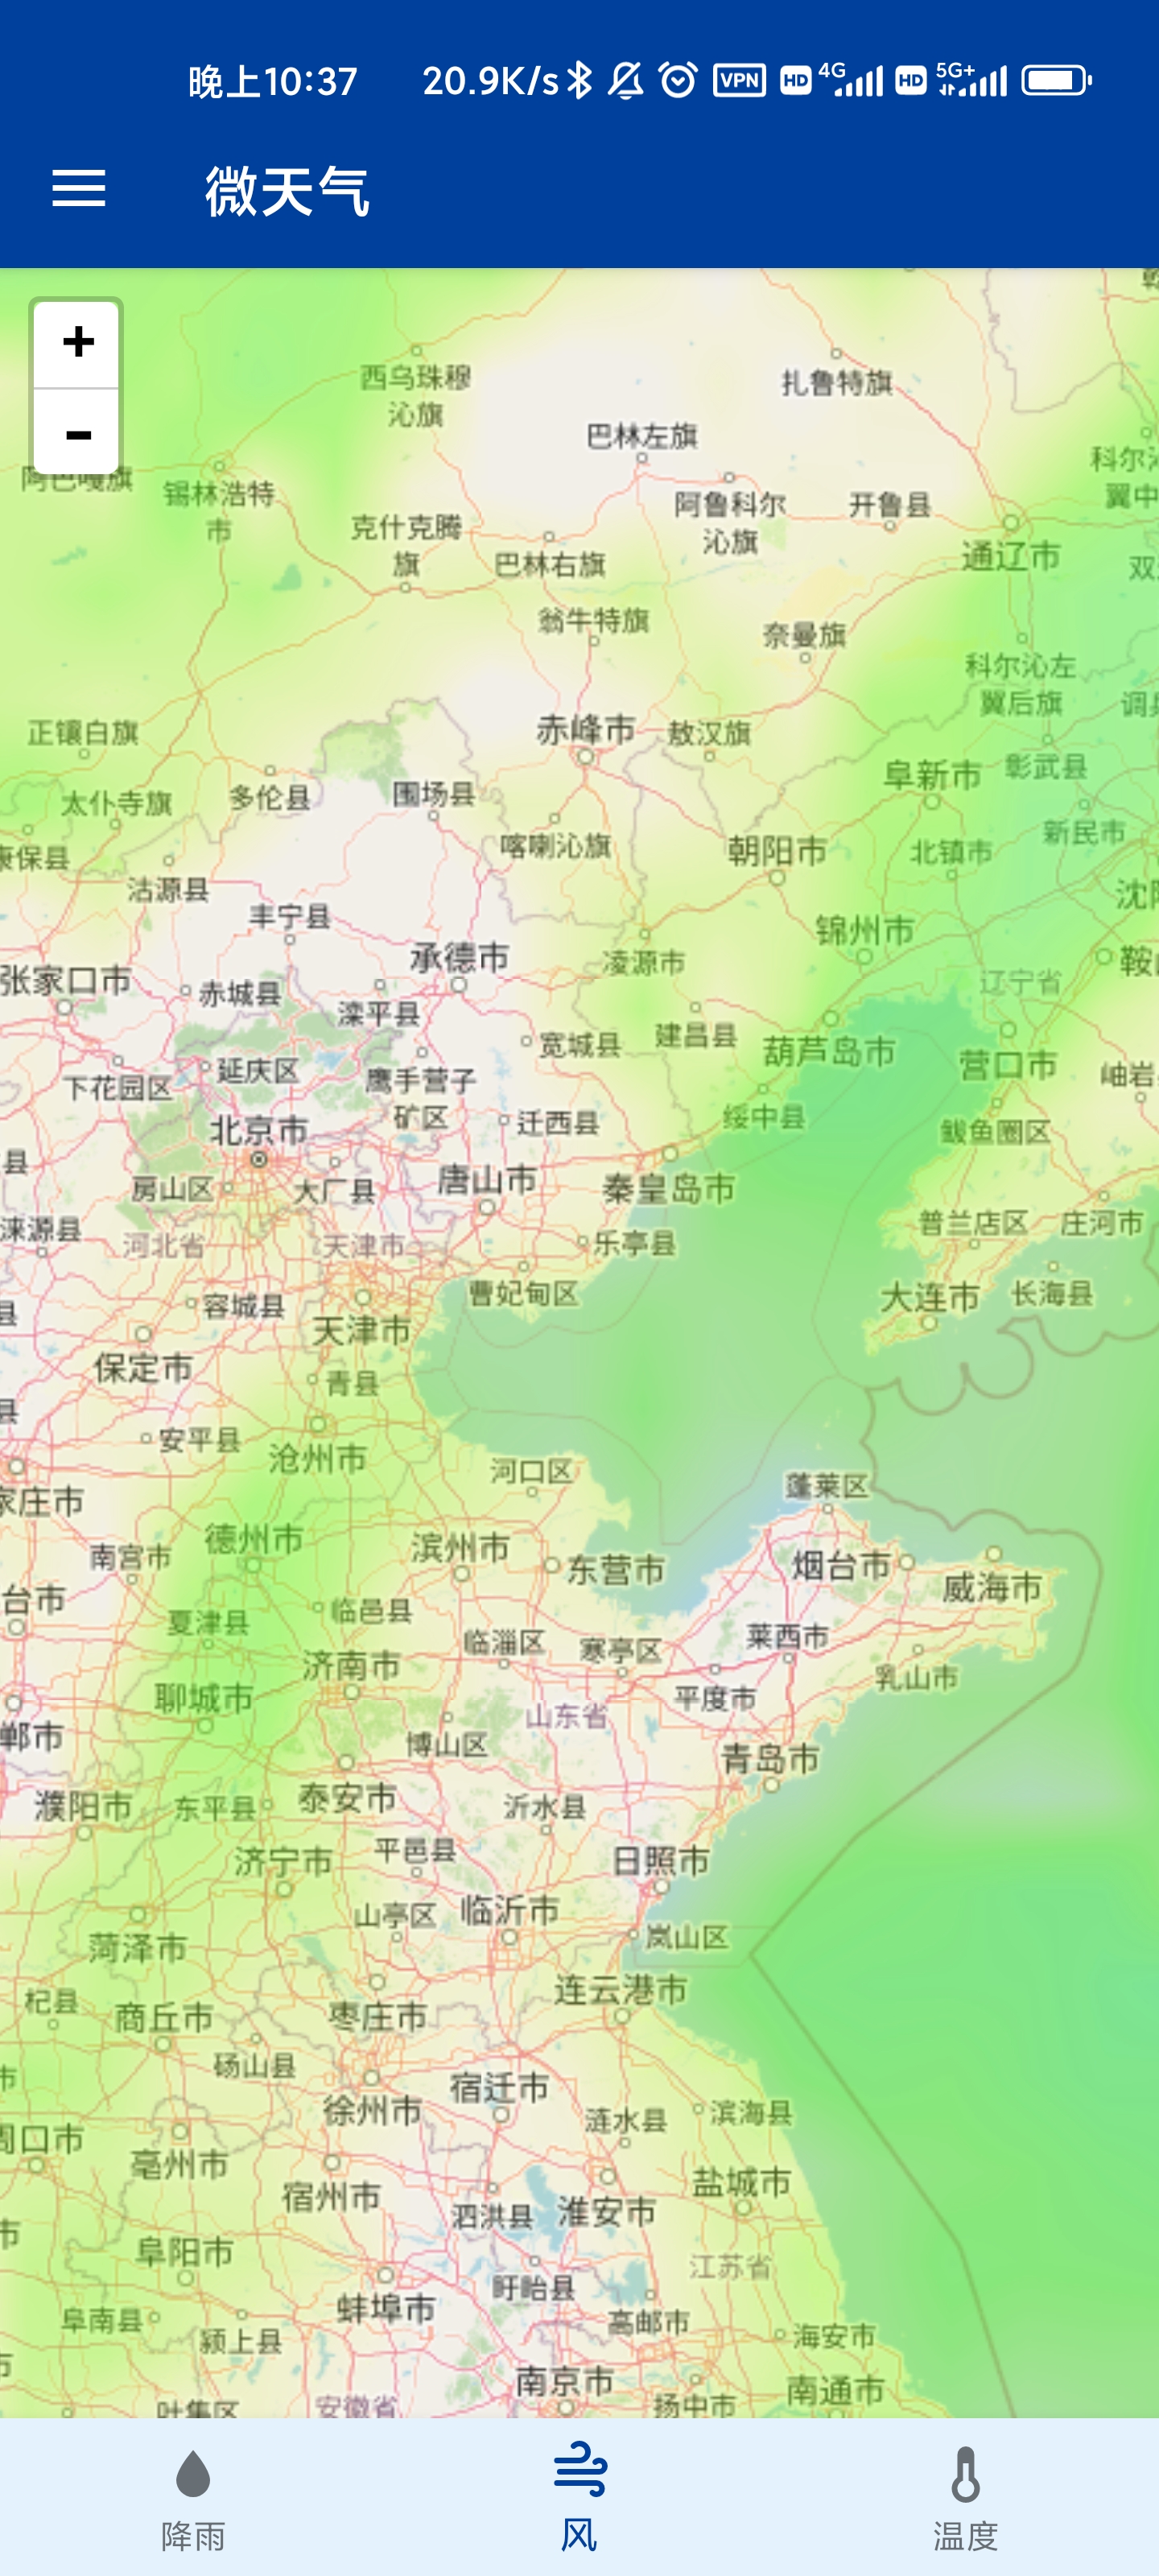 晚上10:37 20.9K/s VPN HD 4G HD 5G+
微天气
+
−
西乌珠穆
沁旗
扎鲁特旗
巴林左旗
阿巴嘎旗
锡林浩特
市
阿鲁科尔
沁旗
开鲁县
科尔沁
翼中
克什克腾
旗
巴林右旗
通辽市
翁牛特旗
奈曼旗
科尔沁左
翼后旗
正镶白旗
赤峰市
敖汉旗
阜新市
彰武县
太仆寺旗
多伦县
围场县
新民市
康保县
喀喇沁旗
朝阳市
北镇市
沽源县
丰宁县
锦州市
张家口市
赤城县
承德市
凌源市
辽宁省
滦平县
宽城县
建昌县
葫芦岛市
营口市
岫岩
下花园区
延庆区
鹰手营子
矿区
迁西县
绥中县
鲅鱼圈区
北京市
县
房山区
大厂县
唐山市
秦皇岛市
普兰店区
庄河市
涞源县
河北省
天津市
乐亭县
容城县
曹妃甸区
大连市
长海县
县
天津市
保定市
青县
县
安平县
沧州市
河口区
蓬莱区
家庄市
南宫市
德州市
滨州市
东营市
烟台市
威海市
台市
夏津县
临邑县
临淄区
寒亭区
莱西市
济南市
乳山市
聊城市
平度市
山东省
郸市
博山区
青岛市
濮阳市
东平县
泰安市
沂水县
济宁市
平邑县
日照市
山亭区
临沂市
岚山区
菏泽市
杞县
商丘市
枣庄市
连云港市
砀山县
市
宿迁市
徐州市
涟水县
滨海县
周口市
亳州市
宿州市
盐城市
泗洪县
淮安市
市
阜阳市
江苏省
盱眙县
阜南县
蚌埠市
高邮市
颍上县
海安市
市
南京市
扬中市
南通市
叶集区
安徽省
降雨
风
温度